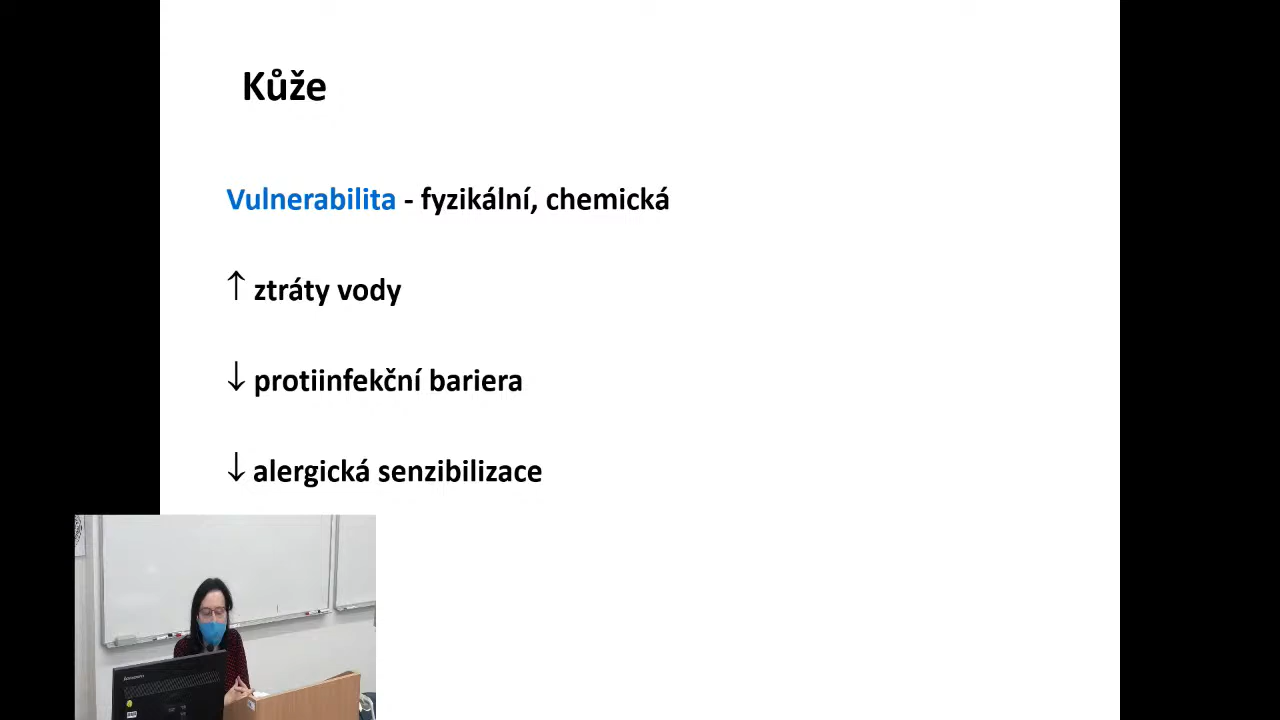 Kůže
Vulnerabilita - fyzikální, chemická
↑ ztráty vody
↓ protiinfekční bariera
↓ alergická senzibilizace